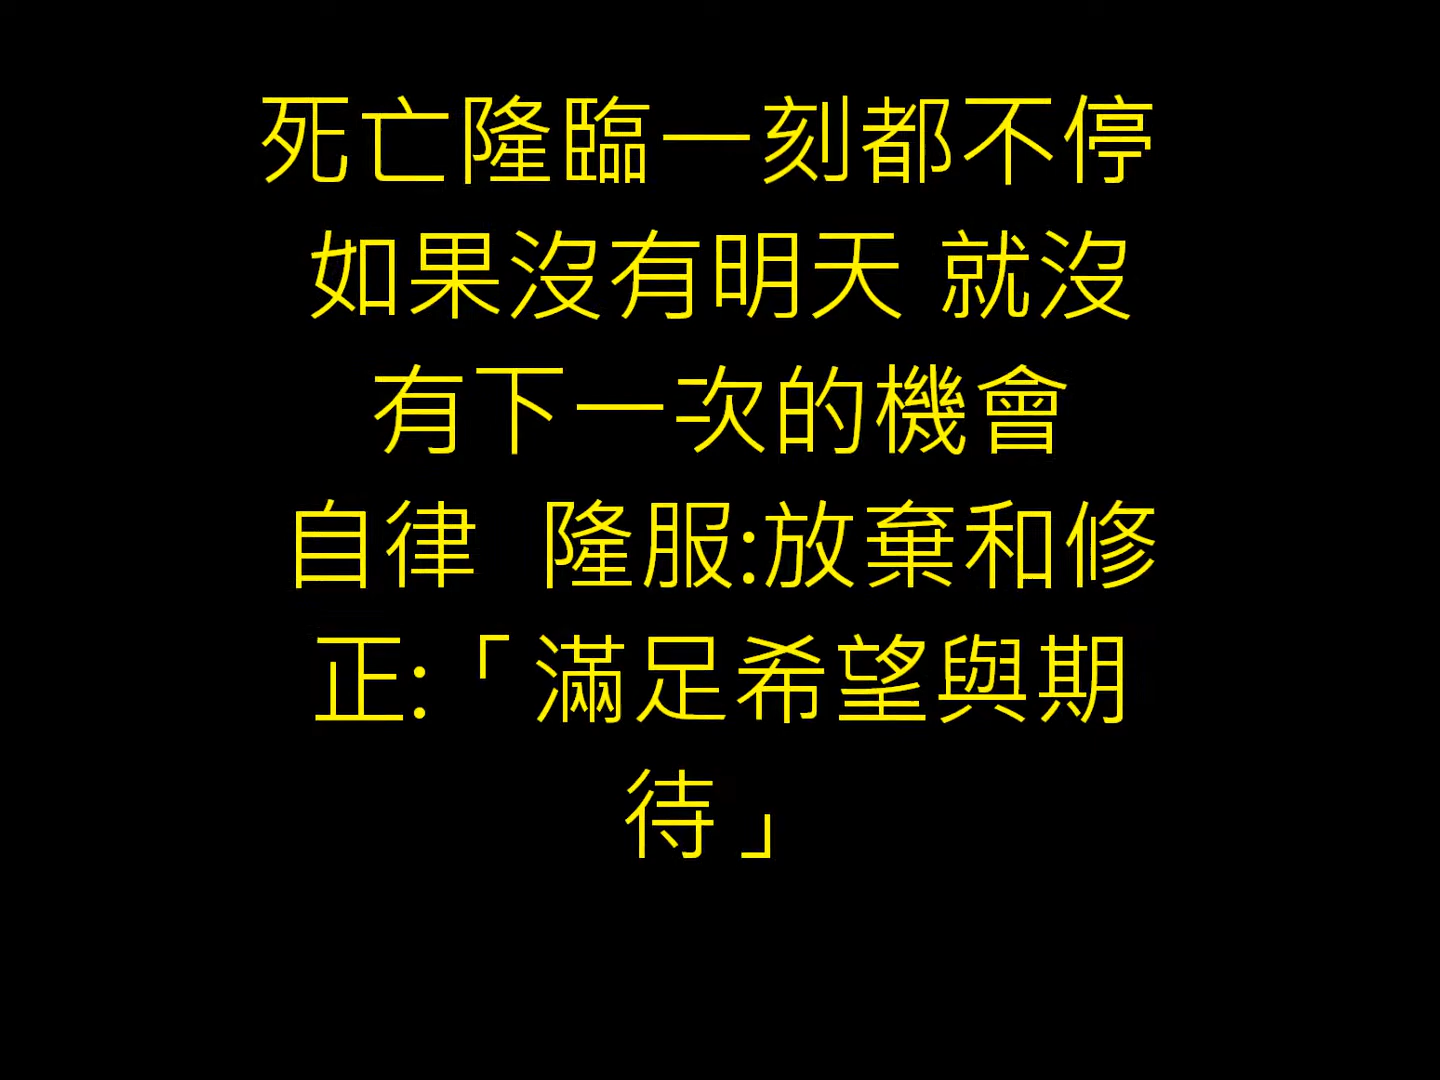 死亡隆臨一刻都不停
如果沒有明天 就沒
有下一次的機會
自律  隆服:放棄和修
正:「滿足希望與期
待」